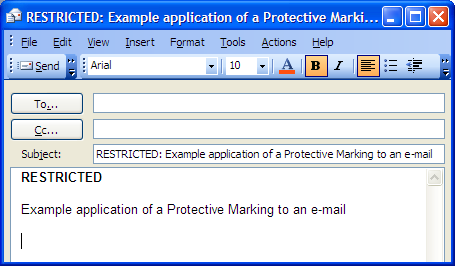 RESTRICTED: Example application of a Protective Marki...
File Edit View Insert Format Tools Actions Help
Send Arial 10 A B I
To...
Cc...
Subject: RESTRICTED: Example application of a Protective Marking to an e-mail
RESTRICTED
Example application of a Protective Marking to an e-mail